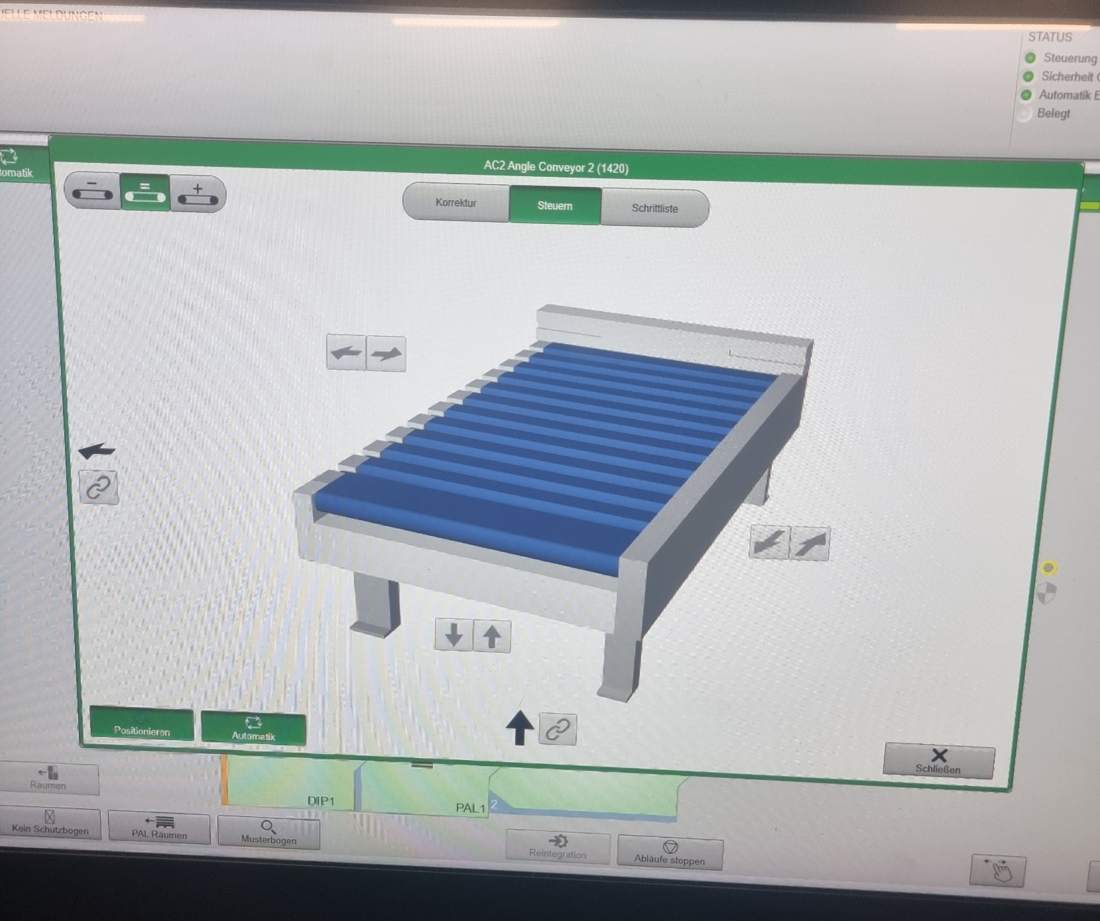 MELDUNGEN
STATUS
Steuerung
Sicherheit
Automatik E
Belegt
AC2 Angle Conveyor 2 (1420)
Korrektur
Steuern
Schrittliste
Positionieren
Automatik
Schließen
Räumen
DIP1
PAL1
2
Kein Schutzbogen
PAL Räumen
Musterbogen
Reintegration
Abläufe stoppen